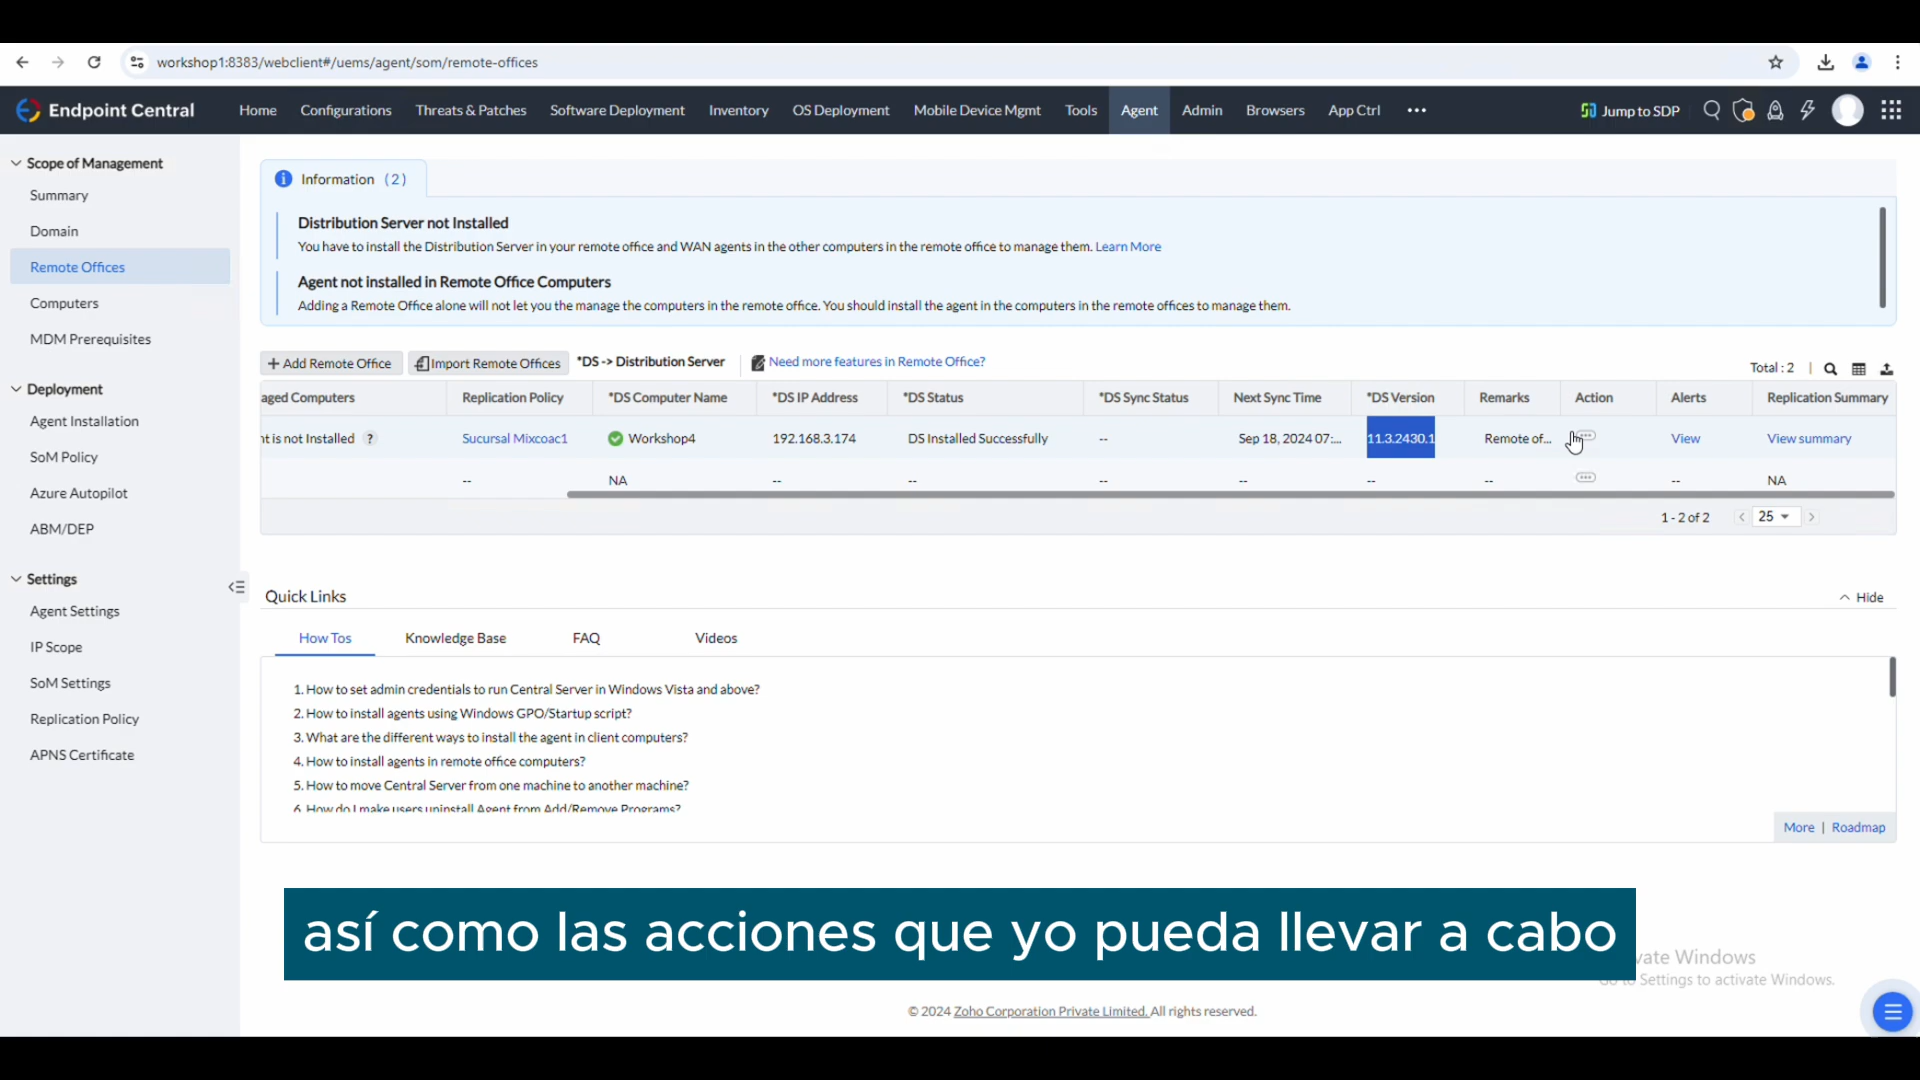 workshop1:8383/webclient#/uems/agent/som/remote-offices
Endpoint Central Home Configurations Threats & Patches Software Deployment Inventory OS Deployment Mobile Device Mgmt Tools Agent Admin Browsers App Ctrl ••• Jump to SDP
Scope of Management
Summary
Domain
Remote Offices
Computers
MDM Prerequisites
Deployment
Agent Installation
SoM Policy
Azure Autopilot
ABM/DEP
Settings
Agent Settings
IP Scope
SoM Settings
Replication Policy
APNS Certificate
Information (2)
Distribution Server not Installed
You have to install the Distribution Server in your remote office and WAN agents in the other computers in the remote office to manage them. Learn More
Agent not installed in Remote Office Computers
Adding a Remote Office alone will not let you the manage the computers in the remote office. You should install the agent in the computers in the remote offices to manage them.
+ Add Remote Office Import Remote Offices *DS -> Distribution Server Need more features in Remote Office?
Total : 2
aged Computers Replication Policy *DS Computer Name *DS IP Address *DS Status *DS Sync Status Next Sync Time *DS Version Remarks Action Alerts Replication Summary
nt is not Installed ? Sucursal Mixcoac1 Workshop4 192.168.3.174 DS Installed Successfully -- Sep 18, 2024 07:... 11.3.2430.1 Remote of... View View summary
-- NA -- -- -- -- -- -- -- NA
1 - 2 of 2 25
Quick Links Hide
How Tos Knowledge Base FAQ Videos
1. How to set admin credentials to run Central Server in Windows Vista and above?
2. How to install agents using Windows GPO/Startup script?
3. What are the different ways to install the agent in client computers?
4. How to install agents in remote office computers?
5. How to move Central Server from one machine to another machine?
6. How do I make users uninstall Agent from Add/Remove Programs?
More | Roadmap
así como las acciones que yo pueda llevar a cabo
vate Windows
Settings to activate Windows.
© 2024 Zoho Corporation Private Limited. All rights reserved.